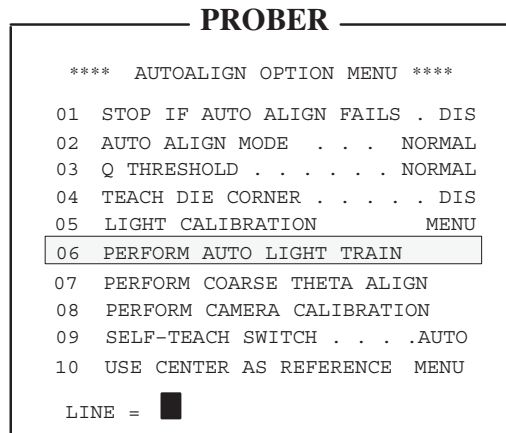 PROBER
**** AUTOALIGN OPTION MENU ****
01 STOP IF AUTO ALIGN FAILS . DIS
02 AUTO ALIGN MODE . . . NORMAL
03 Q THRESHOLD . . . . . . NORMAL
04 TEACH DIE CORNER . . . . . DIS
05 LIGHT CALIBRATION MENU
06 PERFORM AUTO LIGHT TRAIN
07 PERFORM COARSE THETA ALIGN
08 PERFORM CAMERA CALIBRATION
09 SELF-TEACH SWITCH . . . .AUTO
10 USE CENTER AS REFERENCE MENU
LINE =